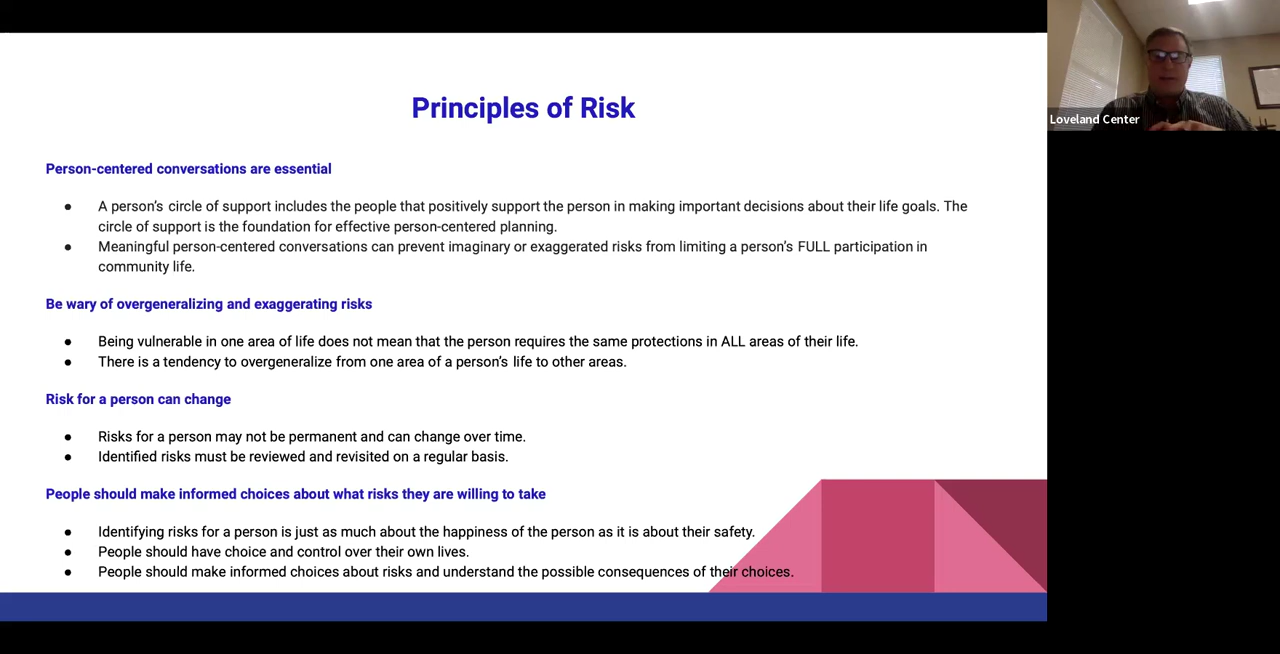 Principles of Risk
Loveland Center
Person-centered conversations are essential
● A person's circle of support includes the people that positively support the person in making important decisions about their life goals. The
circle of support is the foundation for effective person-centered planning.
● Meaningful person-centered conversations can prevent imaginary or exaggerated risks from limiting a person's FULL participation in
community life.
Be wary of overgeneralizing and exaggerating risks
● Being vulnerable in one area of life does not mean that the person requires the same protections in ALL areas of their life.
● There is a tendency to overgeneralize from one area of a person's life to other areas.
Risk for a person can change
● Risks for a person may not be permanent and can change over time.
● Identified risks must be reviewed and revisited on a regular basis.
People should make informed choices about what risks they are willing to take
● Identifying risks for a person is just as much about the happiness of the person as it is about their safety.
● People should have choice and control over their own lives.
● People should make informed choices about risks and understand the possible consequences of their choices.